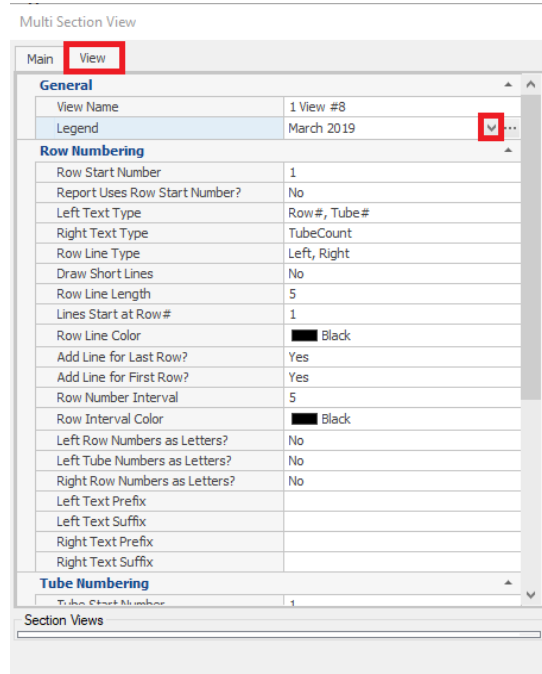 Multi Section View
Main View
General
View Name 1 View #8
Legend March 2019 ...
Row Numbering
Row Start Number 1
Report Uses Row Start Number? No
Left Text Type Row#, Tube#
Right Text Type TubeCount
Row Line Type Left, Right
Draw Short Lines No
Row Line Length 5
Lines Start at Row# 1
Row Line Color Black
Add Line for Last Row? Yes
Add Line for First Row? Yes
Row Number Interval 5
Row Interval Color Black
Left Row Numbers as Letters? No
Left Tube Numbers as Letters? No
Right Row Numbers as Letters? No
Left Text Prefix
Left Text Suffix
Right Text Prefix
Right Text Suffix
Tube Numbering
Tube Start Number 1
Section Views